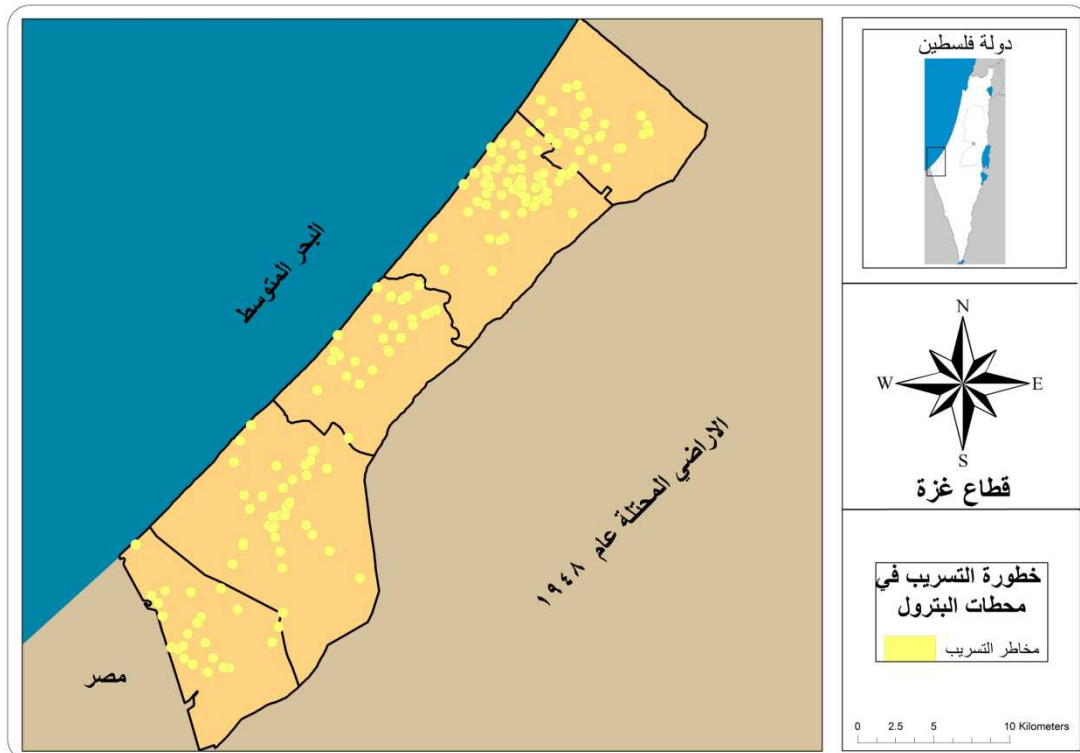 البحر المتوسط
الاراضي المحتلة عام ١٩٤٨
مصر
دولة فلسطين
N
W
E
S
قطاع غزة
خطورة التسريب في
محطات البترول
مخاطر التسريب
0 2.5 5 10 Kilometers